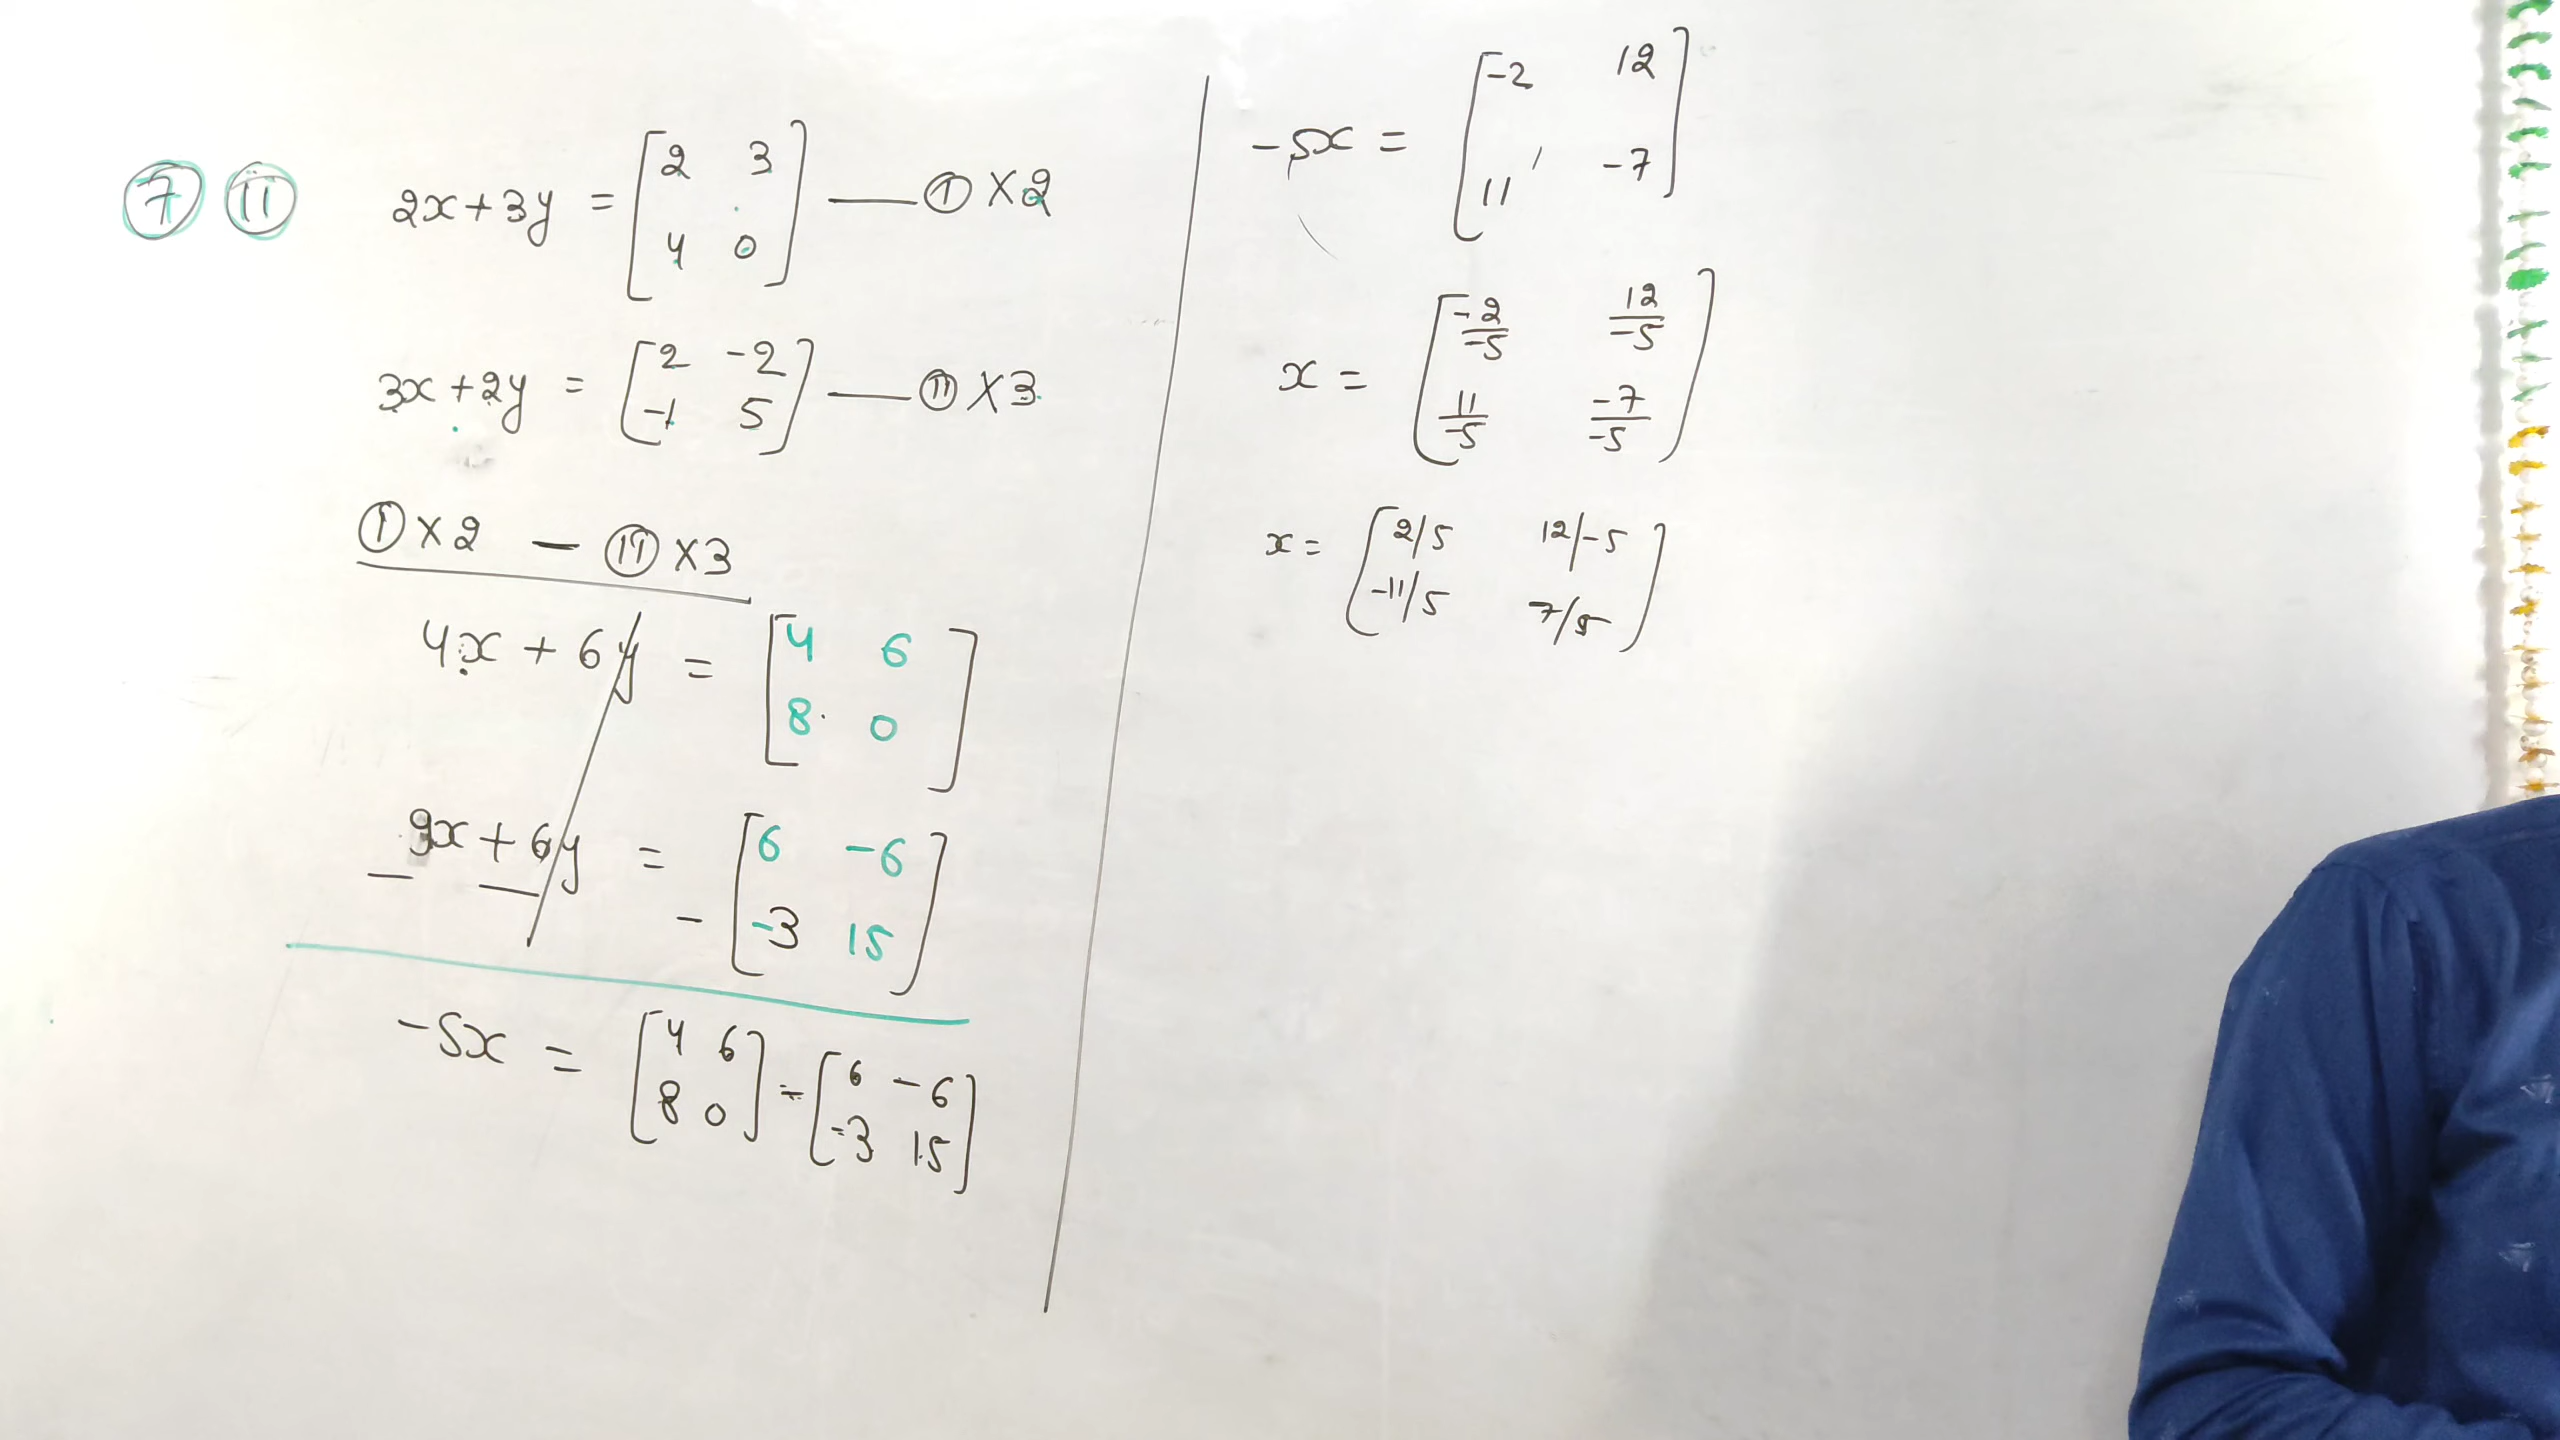 7 ii 2x+3y = [2 3 — ① ×2
4 0]
3x+2y = [2 -2 — ⑪ ×3
-1 5]
① ×2 – ⑪ ×3
4x + 6y = [4 6
8 0]
9x + 6y = [6 -6
– – – -3 15]
-5x = [4 6 - [6 -6
8 0] -3 15]
-5x = [-2 12
11 -7]
x = [-2/-5 12/-5
11/-5 -7/-5]
x = [2/5 12/-5
-11/5 7/5]